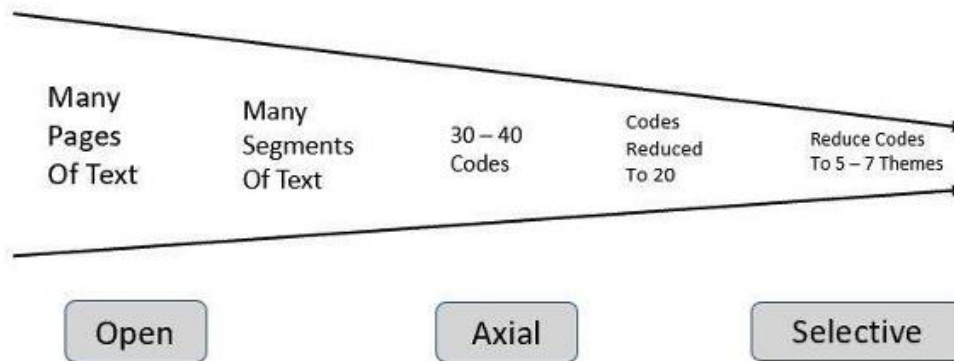 Many
Pages
Of Text
Many
Segments
Of Text
30 – 40
Codes
Codes
Reduced
To 20
Reduce Codes
To 5 – 7 Themes
Open
Axial
Selective